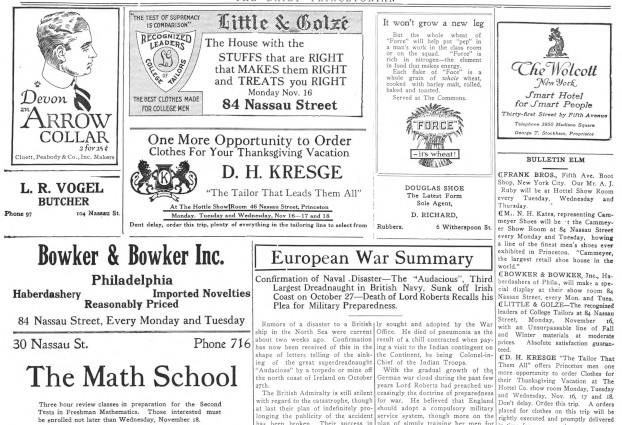 THE DAILY PRINCETONIAN
Devon
an
ARROW
COLLAR
2 for 25¢
Cluett, Peabody & Co., Inc. Makers
L. R. VOGEL
BUTCHER
Phone 97 104 Nassau St.
"THE TEST OF SUPREMACY
IS COMPARISON"
RECOGNIZED
LEADERS
OF
COLLEGE TAILORS
THE BEST CLOTHES MADE
FOR COLLEGE MEN
Little & Golzé
The House with the
STUFFS that are RIGHT
that MAKES them RIGHT
and TREATS you RIGHT
Monday Nov. 16
84 Nassau Street
One More Opportunity to Order
Clothes For Your Thanksgiving Vacation
K
D. H. KRESGE
"The Tailor That Leads Them All"
At The Hottle Show Room 46 Nassau Street, Princeton
Monday, Tuesday and Wednesday, Nov 16—17 and 18
Dont delay, order this trip, plenty of everything in the tailoring line to select from
It won't grow a new leg
But the whole wheat of
"Force" will help put "pep" in
a man's work in the class room
or on the squad. "Force" is
rich in nitrogen—the element
in food that makes energy.
Each flake of "Foce" is a
whole grain of whole wheat,
cooked with barley malt, rolled,
baked and toasted.
Served at The Commons.
"FORCE"
—it's wheat!
DOUGLAS SHOE
The Latest Form
Sole Agent,
D. RICHARD,
Rubbers. 6 Witherspoon St.
The Wolcott
New York.
Smart Hotel
for Smart People
Thirty-first Street by Fifth Avenue
Telephone 2850 Madison Square
George T. Stockham, Proprietor
BULLETIN ELM
¶FRANK BROS., Fifth Ave. Boot
Shop, New York City. Our Mr. A. J.
Ruby will be at Hottel Show Room
every Tuesday, Wednesday and
Thursday.
¶M.. N. H. Kates, representing Cam-
meyer Shoes will be at the Cammey-
er Show Room at 84 Nassau street
every Monday and Tuesday, howing
a line of the finest men's shoes ever
exhibited in Princeton. "Cammeyer,
the largest retail shoe house in the
world."
¶BOWKER & BOWKER, Inc., Ha-
berdashers of Phila., will make a spe-
cial display at their show room 84
Nassau St., every Mon. and Tues.
¶LITTLE & GOLZE—The recognized
leaders of College Tailors at 84 Nassau
Street, Monday, November 16,
with an Unsurpassable line of Fall
and Winter materials at moderate
prices. Absolute satisfaction guaran-
teed.
¶D. H. KRESGE "The Tailor That
Them All" offers Princeton men one
more opportunity to order Clothes for
their Thanksgiving Vacation at The
Hottel Co. show room Monday, Tuesday
and Wednesday, Nov. 16, 17 and 18.
Don't delay. Order this trip. A orders
placed for clothes on this trip will be
rightly executed and promptly delivered
Bowker & Bowker Inc.
Philadelphia
Haberdashery Imported Novelties
Reasonably Priced
84 Nassau Street, Every Monday and Tuesday
30 Nassau St. Phone 716
The Math School
Three hour review classes in preparation for the Second
Tests in Freshman Mathematics. Those interested must
be enrolled not later than Wednesday, November 18.
European War Summary
Confirmation of Naval Disaster—The "Audacious", Third
Largest Dreadnaught in British Navy, Sunk off Irish
Coast on October 27—Death of Lord Roberts Recalls his
Plea for Military Preparedness.
Rumors of a disaster to a British
ship in the North Sea were current
about two weeks ago. Confirmation
has now been received of this in the
shape of letters telling of the sink-
ing of the great superdreadnaught
"Audacious" by a torpedo or mine off
the north coast of Ireland on October
27th.
The British Admiralty is still silent
with regard to the catastrophe, though
at last their plan of indefinitely pro-
longing the publicity of the accident
has been broken. Their success in
ly sought and adopted by the War
Office. He died of pneumonia as the
result of a chill contracted when pay-
ing a visit to the Indian contingent on
the Continent, he being Colonel-in-
Chief of the Indian Troops.
With the gradual growth of the
German war cloud during the past few
years Lord Roberts had preached un-
ceasingly the doctrine of preparedness
for war. He believed that England
should adopt a compulsory military
service system, though more on the
plan of simply training her men for